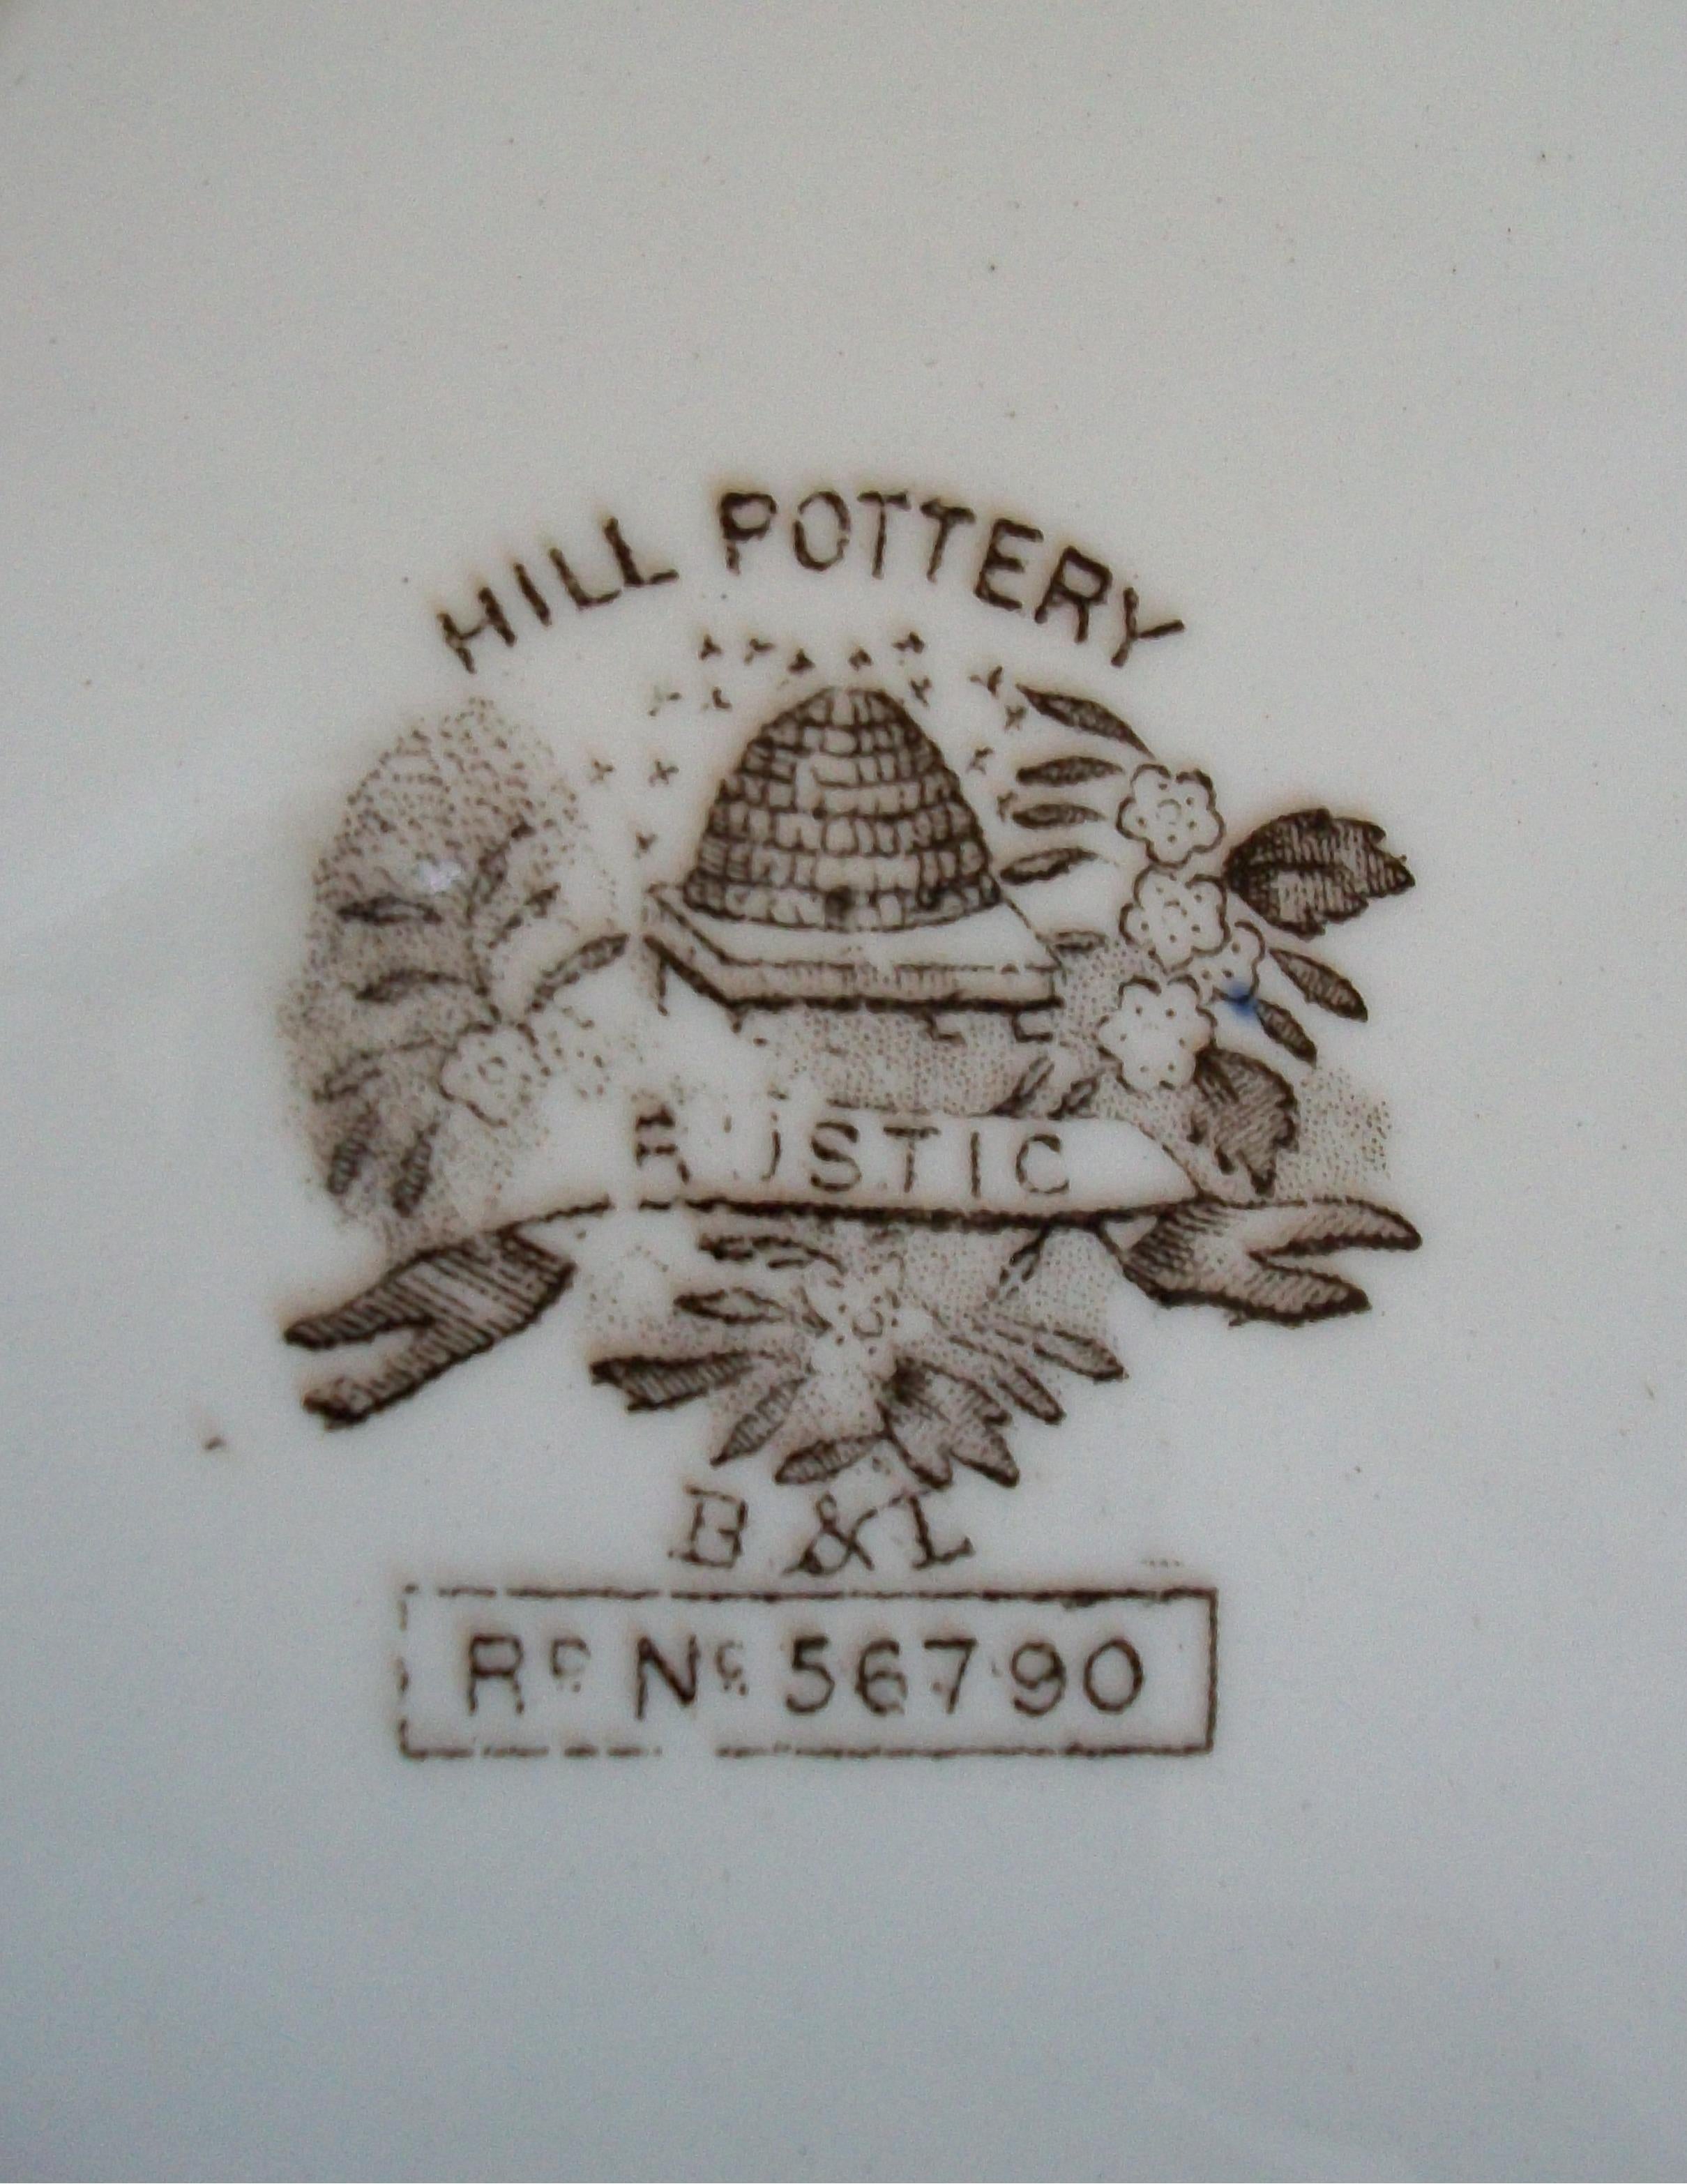 HILL POTTERY
RUSTIC
B & L
Rᴰ Nº 56790